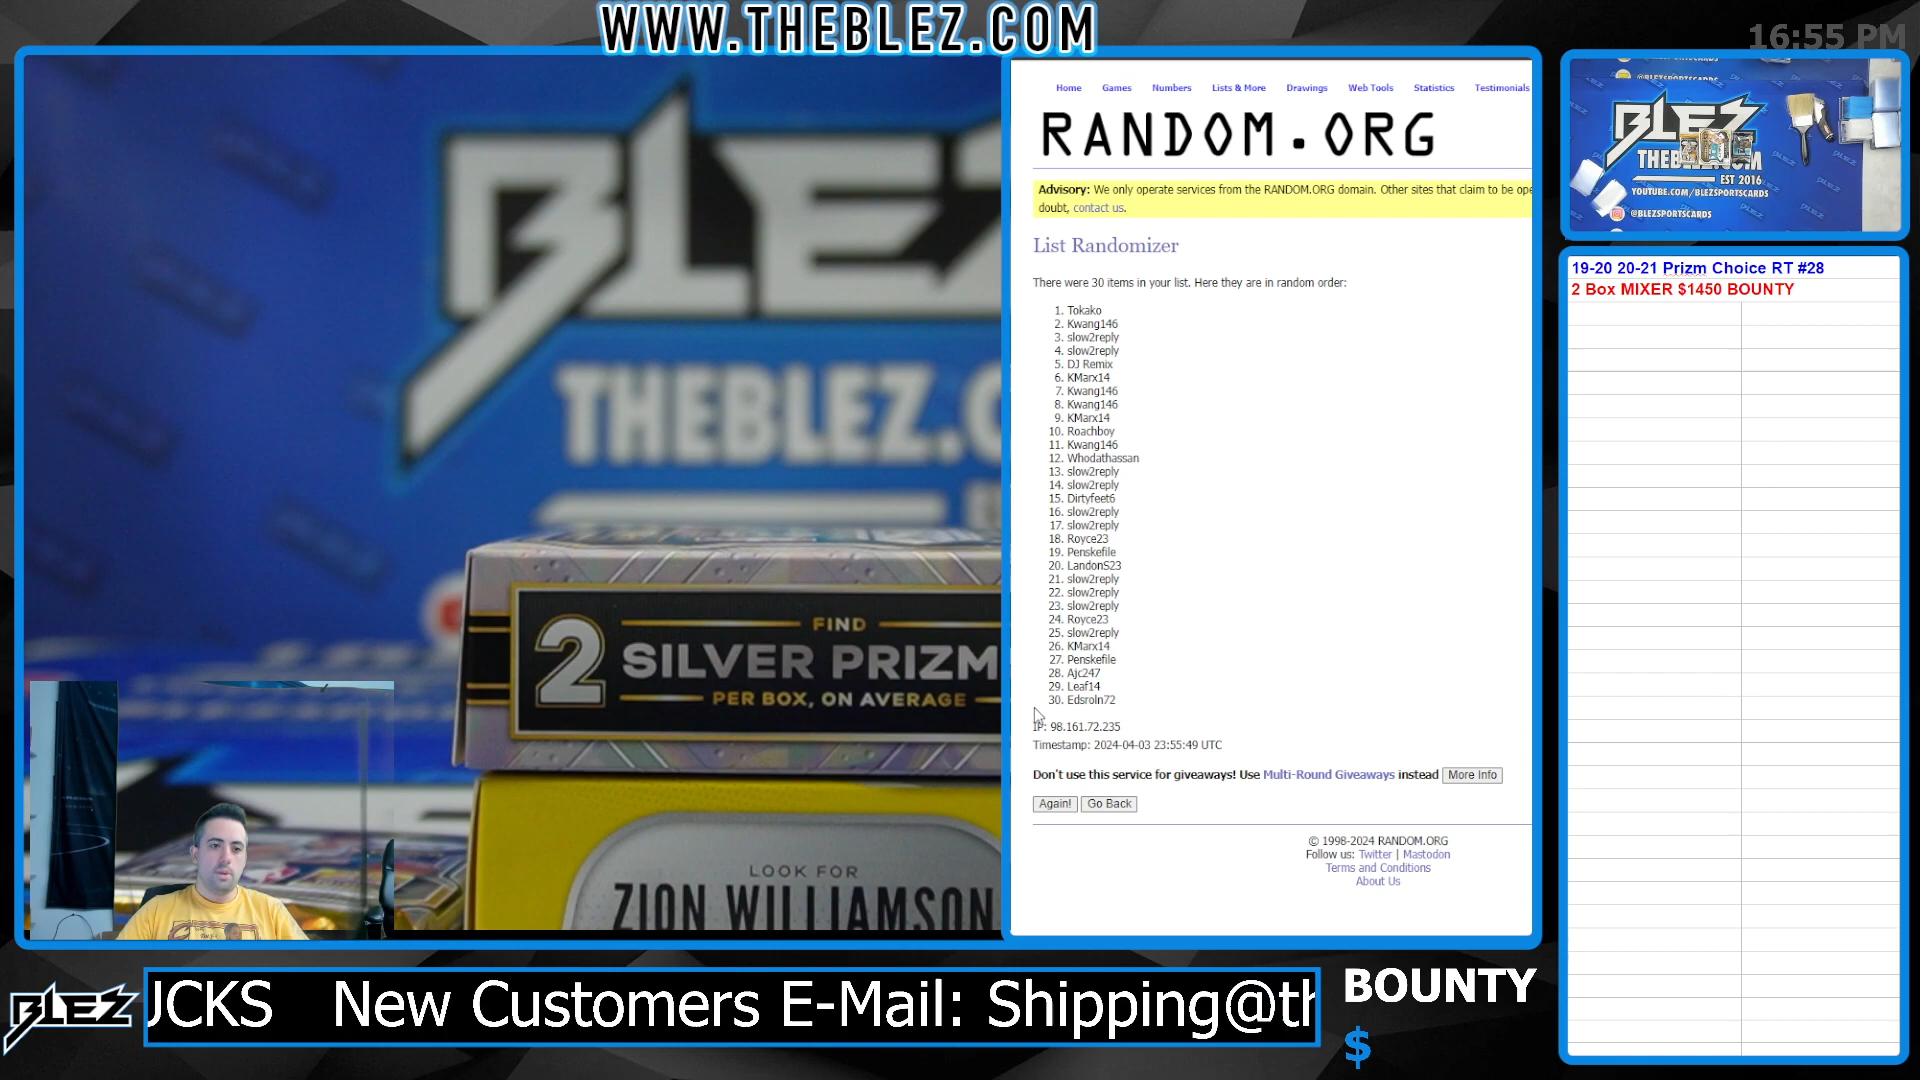 WWW.THEBLEZ.COM
16:55 PM
BLEZ
THEBLEZ.C
FIND
2 SILVER PRIZM
PER BOX, ON AVERAGE
LOOK FOR
ZION WILLIAMSON
Home Games Numbers Lists & More Drawings Web Tools Statistics Testimonials
RANDOM.ORG
Advisory: We only operate services from the RANDOM.ORG domain. Other sites that claim to be ope
doubt, contact us.
List Randomizer
There were 30 items in your list. Here they are in random order:
1. Tokako
2. Kwang146
3. slow2reply
4. slow2reply
5. DJ Remix
6. KMarx14
7. Kwang146
8. Kwang146
9. KMarx14
10. Roachboy
11. Kwang146
12. Whodathassan
13. slow2reply
14. slow2reply
15. Dirtyfeet6
16. slow2reply
17. slow2reply
18. Royce23
19. Penskefile
20. LandonS23
21. slow2reply
22. slow2reply
23. slow2reply
24. Royce23
25. slow2reply
26. KMarx14
27. Penskefile
28. Ajc247
29. Leaf14
30. Edsroln72
IP: 98.161.72.235
Timestamp: 2024-04-03 23:55:49 UTC
Don't use this service for giveaways! Use Multi-Round Giveaways instead More Info
Again! Go Back
© 1998-2024 RANDOM.ORG
Follow us: Twitter | Mastodon
Terms and Conditions
About Us
BLEZ
EST 2016
YOUTUBE.COM/BLEZSPORTSCARDS
@BLEZSPORTSCARDS
19-20 20-21 Prizm Choice RT #28
2 Box MIXER $1450 BOUNTY
BLEZ
JCKS New Customers E-Mail: Shipping@th
BOUNTY
$